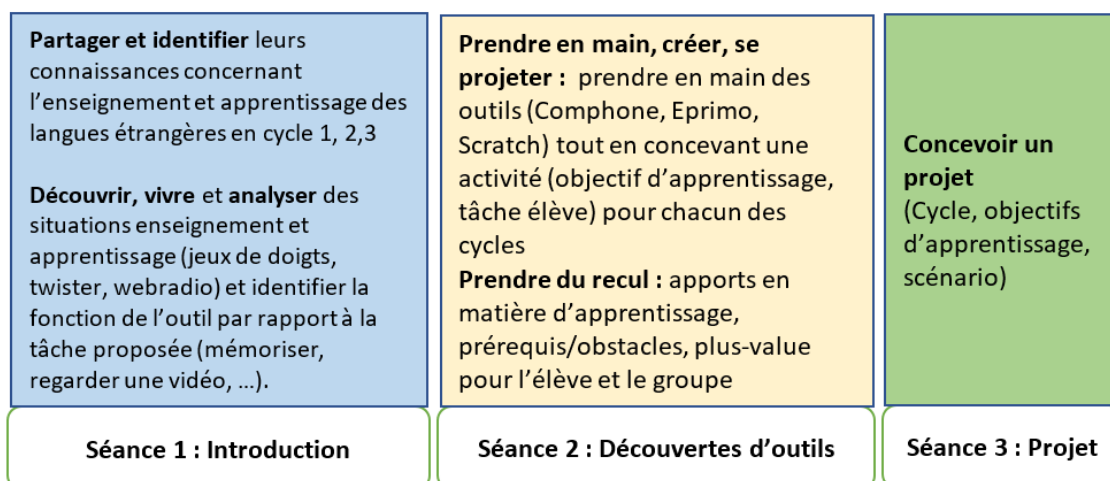 Partager et identifier leurs
connaissances concernant
l'enseignement et apprentissage des
langues étrangères en cycle 1, 2,3
Découvrir, vivre et analyser des
situations enseignement et
apprentissage (jeux de doigts,
twister, webradio) et identifier la
fonction de l'outil par rapport à la
tâche proposée (mémoriser,
regarder une vidéo, ...).
Séance 1 : Introduction
Prendre en main, créer, se
projeter : prendre en main des
outils (Comphone, Eprimo,
Scratch) tout en concevant une
activité (objectif d'apprentissage,
tâche élève) pour chacun des
cycles
Prendre du recul : apports en
matière d'apprentissage,
prérequis/obstacles, plus-value
pour l'élève et le groupe
Séance 2 : Découvertes d'outils
Concevoir un
projet
(Cycle, objectifs
d'apprentissage,
scénario)
Séance 3 : Projet